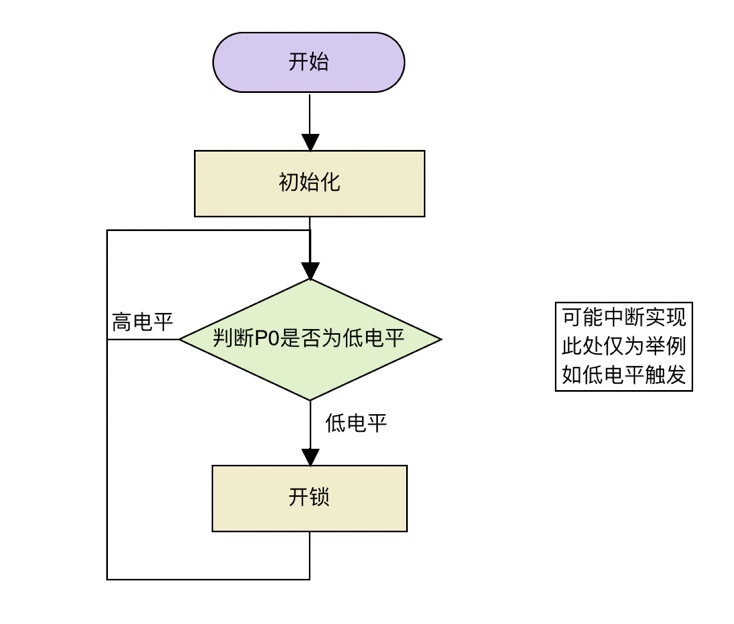 开始
初始化
高电平
判断P0是否为低电平
可能中断实现
此处仅为举例
如低电平触发
低电平
开锁